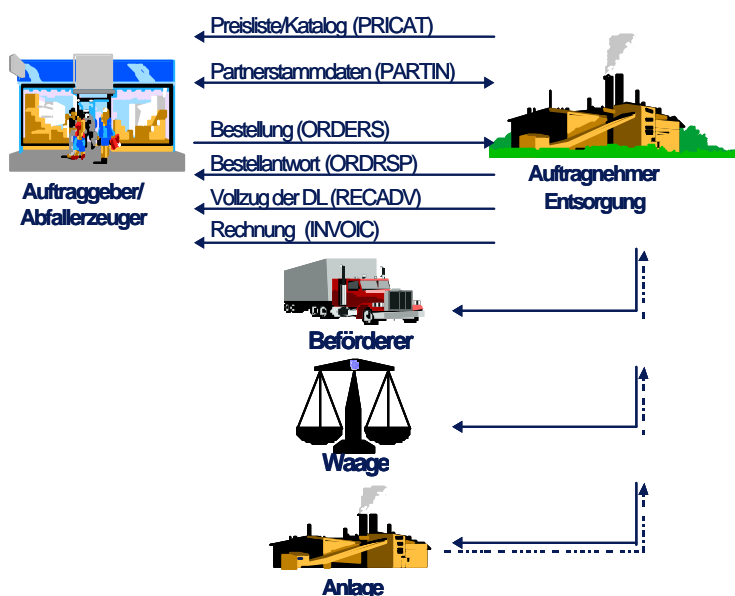 Preisliste/Katalog (PRICAT)
Partnerstammdaten (PARTIN)
Bestellung (ORDERS)
Bestellantwort (ORDRSP)
Vollzug der DL (RECADV)
Rechnung (INVOIC)
Auftraggeber/
Abfallerzeuger
Auftragnehmer
Entsorgung
Beförderer
Waage
Anlage